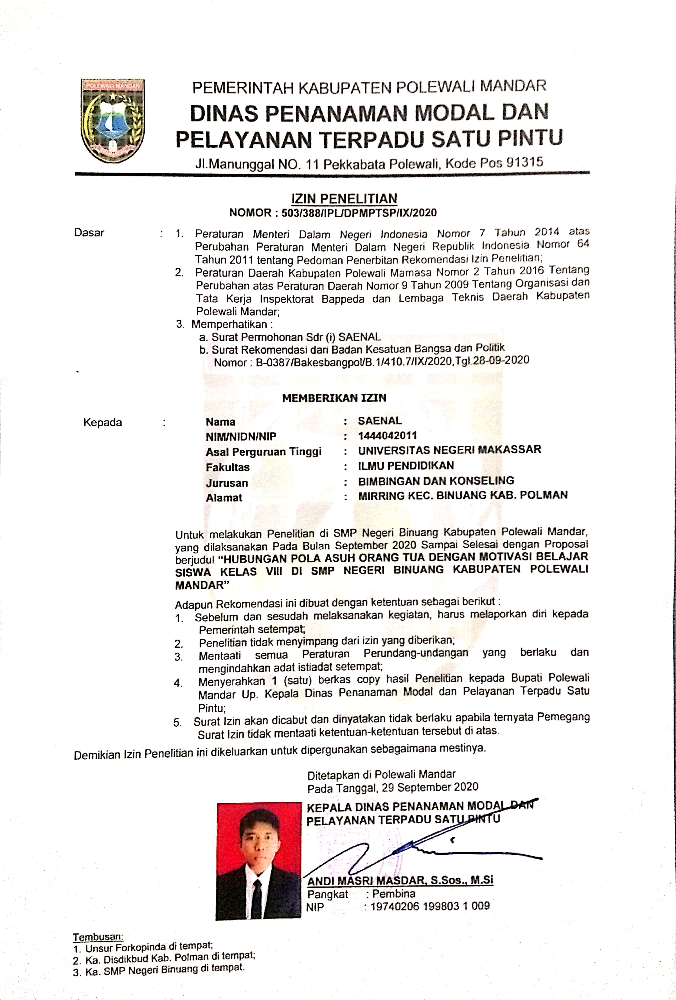 POLEWALI MANDAR
PEMERINTAH KABUPATEN POLEWALI MANDAR
DINAS PENANAMAN MODAL DAN
PELAYANAN TERPADU SATU PINTU
Jl.Manunggal NO. 11 Pekkabata Polewali, Kode Pos 91315
IZIN PENELITIAN
NOMOR : 503/388/IPL/DPMPTSP/IX/2020
Dasar : 1. Peraturan Menteri Dalam Negeri Indonesia Nomor 7 Tahun 2014 atas
Perubahan Peraturan Menteri Dalam Negeri Republik Indonesia Nomor 64
Tahun 2011 tentang Pedoman Penerbitan Rekomendasi Izin Penelitian;
2. Peraturan Daerah Kabupaten Polewali Mamasa Nomor 2 Tahun 2016 Tentang
Perubahan atas Peraturan Daerah Nomor 9 Tahun 2009 Tentang Organisasi dan
Tata Kerja Inspektorat Bappeda dan Lembaga Teknis Daerah Kabupaten
Polewali Mandar;
3. Memperhatikan :
a. Surat Permohonan Sdr (i) SAENAL
b. Surat Rekomendasi dari Badan Kesatuan Bangsa dan Politik
Nomor : B-0387/Bakesbangpol/B.1/410.7/IX/2020,Tgl.28-09-2020
MEMBERIKAN IZIN
Kepada : Nama : SAENAL
NIM/NIDN/NIP : 1444042011
Asal Perguruan Tinggi : UNIVERSITAS NEGERI MAKASSAR
Fakultas : ILMU PENDIDIKAN
Jurusan : BIMBINGAN DAN KONSELING
Alamat : MIRRING KEC. BINUANG KAB. POLMAN
Untuk melakukan Penelitian di SMP Negeri Binuang Kabupaten Polewali Mandar,
yang dilaksanakan Pada Bulan September 2020 Sampai Selesai dengan Proposal
berjudul “HUBUNGAN POLA ASUH ORANG TUA DENGAN MOTIVASI BELAJAR
SISWA KELAS VIII DI SMP NEGERI BINUANG KABUPATEN POLEWALI
MANDAR”
Adapun Rekomendasi ini dibuat dengan ketentuan sebagai berikut :
1. Sebelum dan sesudah melaksanakan kegiatan, harus melaporkan diri kepada
Pemerintah setempat;
2. Penelitian tidak menyimpang dari izin yang diberikan;
3. Mentaati semua Peraturan Perundang-undangan yang berlaku dan
mengindahkan adat istiadat setempat;
4. Menyerahkan 1 (satu) berkas copy hasil Penelitian kepada Bupati Polewali
Mandar Up. Kepala Dinas Penanaman Modal dan Pelayanan Terpadu Satu
Pintu;
5. Surat Izin akan dicabut dan dinyatakan tidak berlaku apabila ternyata Pemegang
Surat Izin tidak mentaati ketentuan-ketentuan tersebut di atas.
Demikian Izin Penelitian ini dikeluarkan untuk dipergunakan sebagaimana mestinya.
Ditetapkan di Polewali Mandar
Pada Tanggal, 29 September 2020
KEPALA DINAS PENANAMAN MODAL DAN
PELAYANAN TERPADU SATU PINTU
ANDI MASRI MASDAR, S.Sos., M.Si
Pangkat : Pembina
NIP : 19740206 199803 1 009
Tembusan:
1. Unsur Forkopinda di tempat;
2. Ka. Disdikbud Kab. Polman di tempat;
3. Ka. SMP Negeri Binuang di tempat.